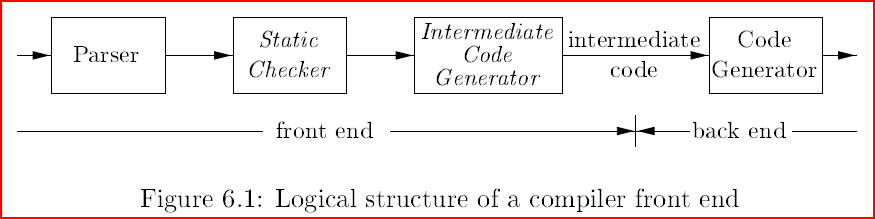 Parser
Static
Checker
Intermediate
Code
Generator
intermediate
code
Code
Generator
front end
back end
Figure 6.1: Logical structure of a compiler front end